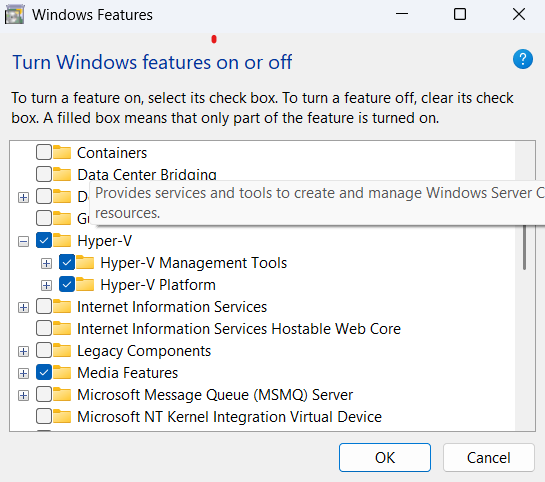 Windows Features
Turn Windows features on or off
To turn a feature on, select its check box. To turn a feature off, clear its check
box. A filled box means that only part of the feature is turned on.
Containers
Data Center Bridging
Provides services and tools to create and manage Windows Server C
resources.
Hyper-V
Hyper-V Management Tools
Hyper-V Platform
Internet Information Services
Internet Information Services Hostable Web Core
Legacy Components
Media Features
Microsoft Message Queue (MSMQ) Server
Microsoft NT Kernel Integration Virtual Device
OK
Cancel